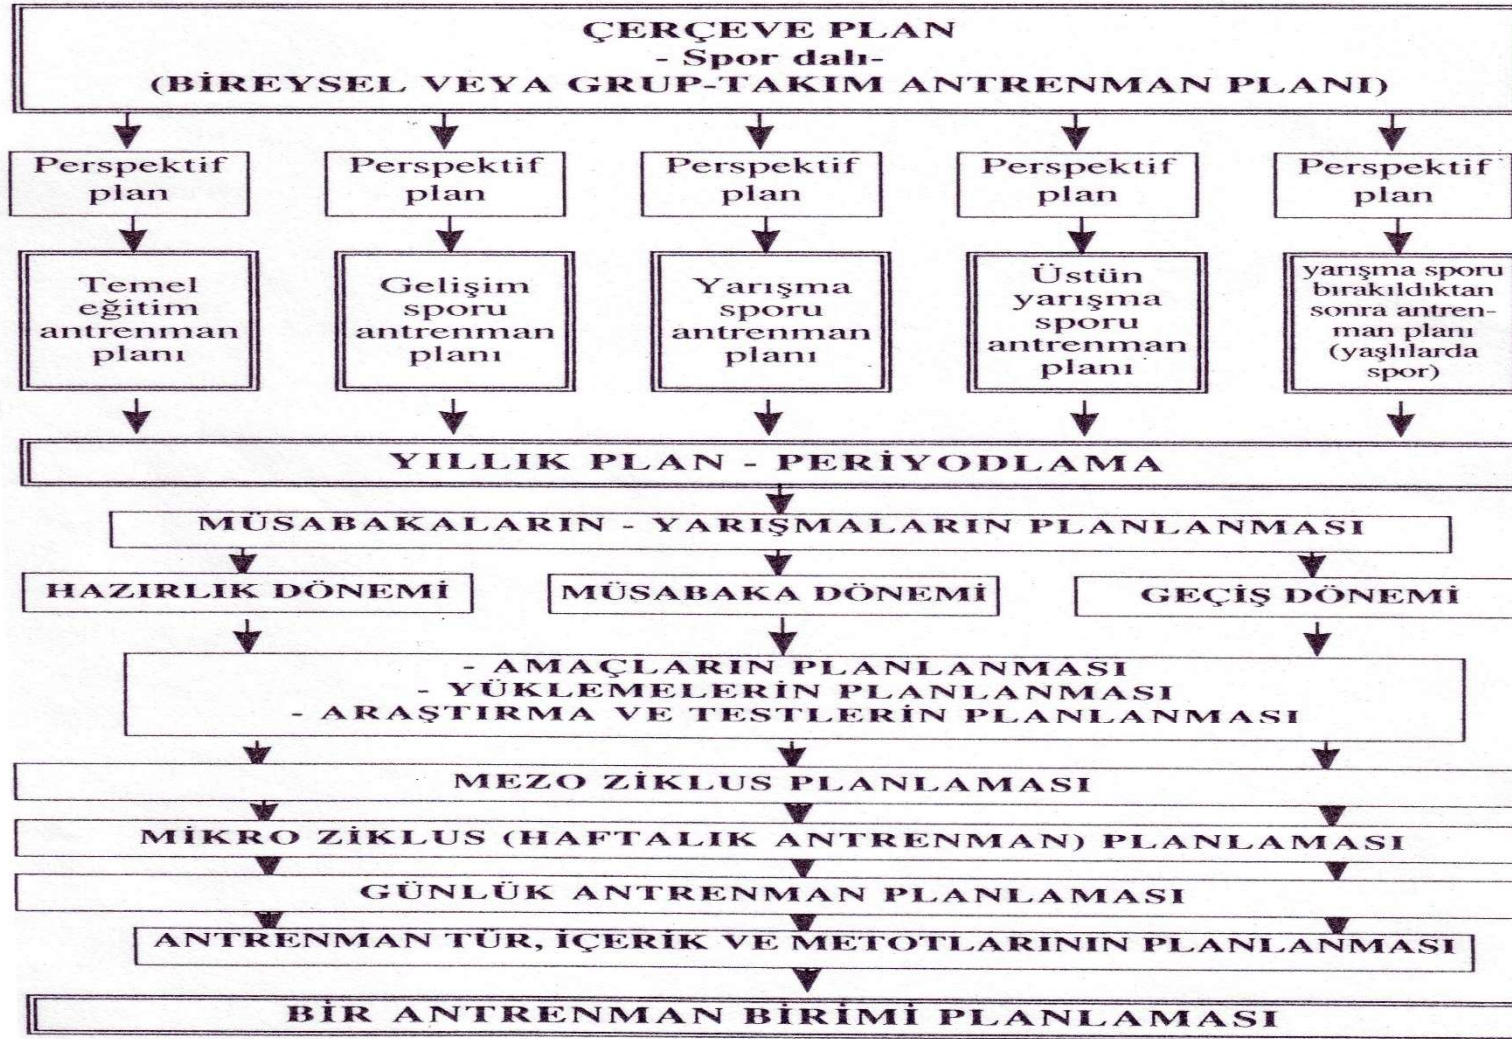 ÇERÇEVE PLAN
- Spor dalı-
(BİREYSEL VEYA GRUP-TAKIM ANTRENMAN PLANI)
Perspektif
plan
Perspektif
plan
Perspektif
plan
Perspektif
plan
Perspektif
plan
Temel
eğitim
antrenman
planı
Gelişim
sporu
antrenman
planı
Yarışma
sporu
antrenman
planı
Üstün
yarışma
sporu
antrenman
planı
yarışma sporu
bırakıldıktan
sonra antren-
man planı
(yaşlılarda
spor)
YILLIK PLAN - PERİYODLAMA
MÜSABAKALARIN - YARIŞMALARIN PLANLANMASI
HAZIRLIK DÖNEMİ
MÜSABAKA DÖNEMİ
GEÇİŞ DÖNEMİ
- AMAÇLARIN PLANLANMASI
- YÜKLEMELERİN PLANLANMASI
- ARAŞTIRMA VE TESTLERİN PLANLANMASI
MEZO ZİKLUS PLANLAMASI
MİKRO ZİKLUS (HAFTALIK ANTRENMAN) PLANLAMASI
GÜNLÜK ANTRENMAN PLANLAMASI
ANTRENMAN TÜR, İÇERİK VE METOTLARININ PLANLANMASI
BİR ANTRENMAN BİRİMİ PLANLAMASI